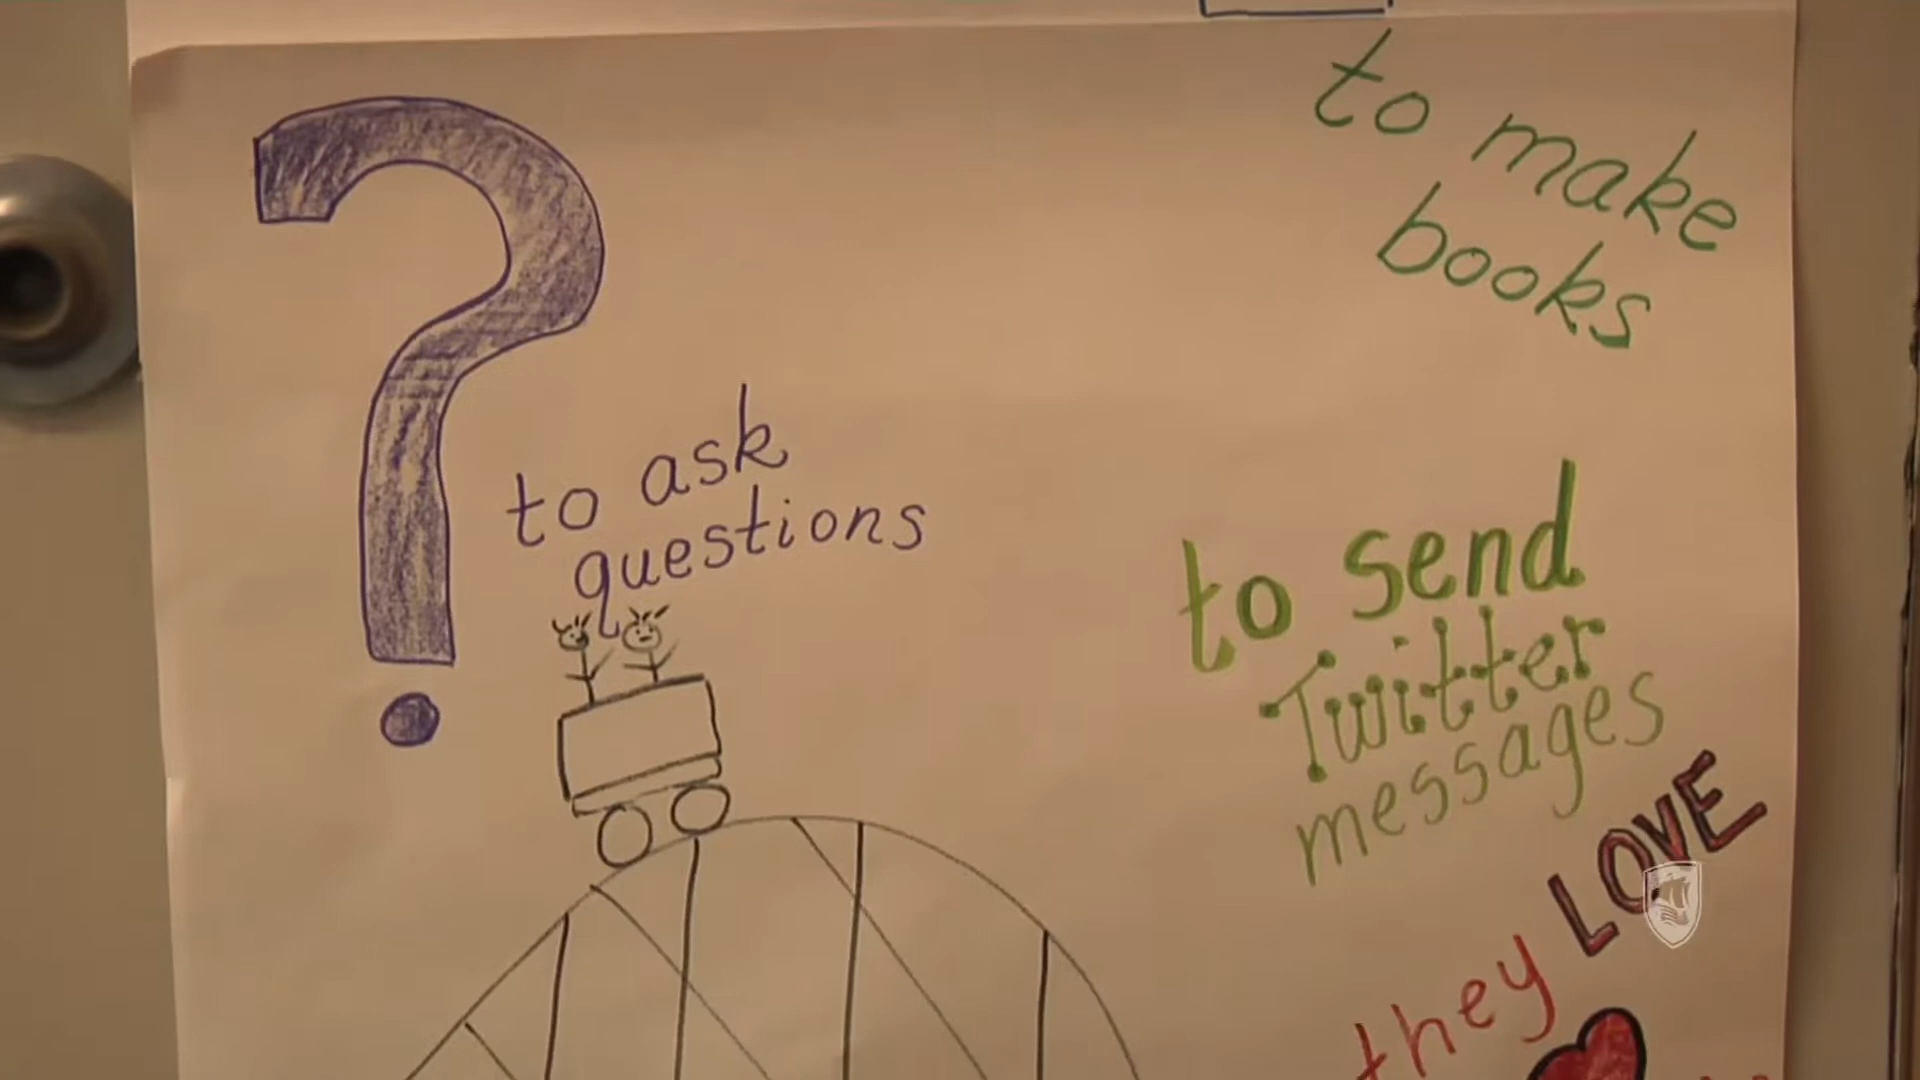 to make
books
to ask
questions
to send
Twitter
messages
they LOVE